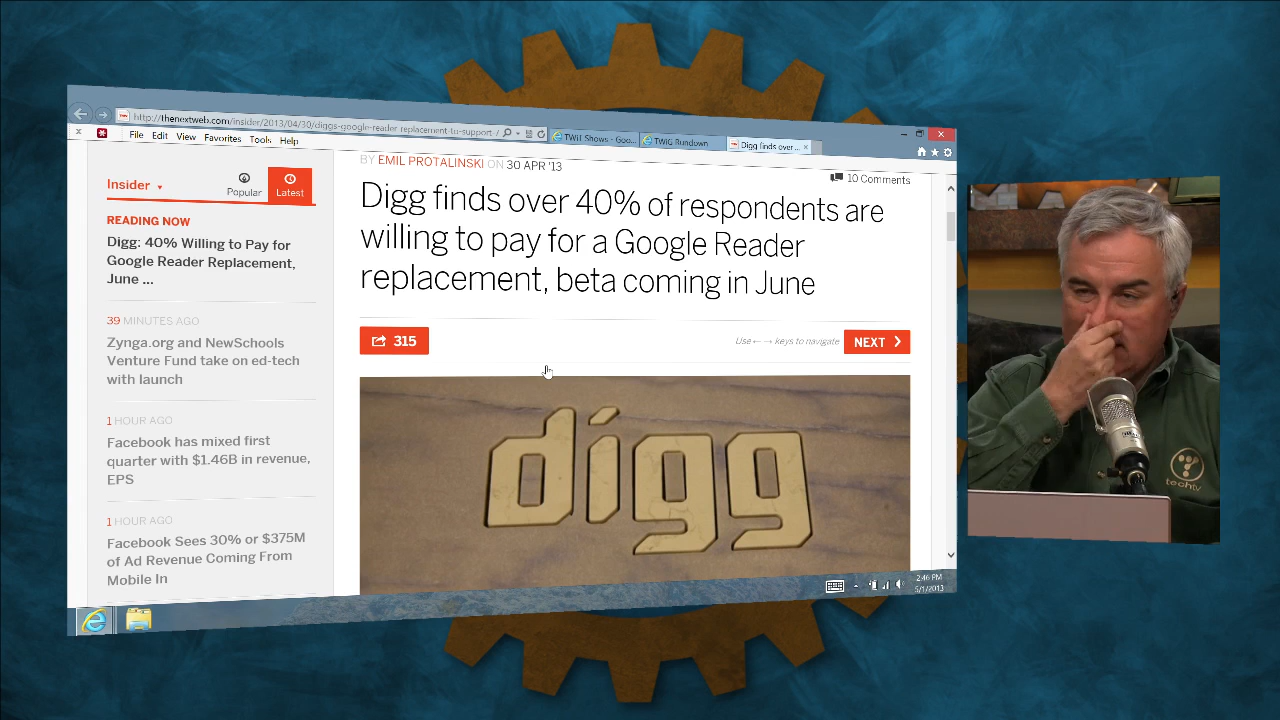 http://thenextweb.com/insider/2013/04/30/diggs-google-reader-replacement-to-support-/
TWiT Shows - Goo...
TWiG Rundown
Digg finds over ...
File Edit View Favorites Tools Help
BY EMIL PROTALINSKI ON 30 APR '13
10 Comments
Insider
Popular
Latest
Digg finds over 40% of respondents are
willing to pay for a Google Reader
replacement, beta coming in June
READING NOW
Digg: 40% Willing to Pay for
Google Reader Replacement,
June ...
39 MINUTES AGO
Zynga.org and NewSchools
Venture Fund take on ed-tech
with launch
1 HOUR AGO
Facebook has mixed first
quarter with $1.46B in revenue,
EPS
1 HOUR AGO
Facebook Sees 30% or $375M
of Ad Revenue Coming From
Mobile In
315
Use ← → keys to navigate
NEXT
digg
techtv
2:46 PM
5/1/2013